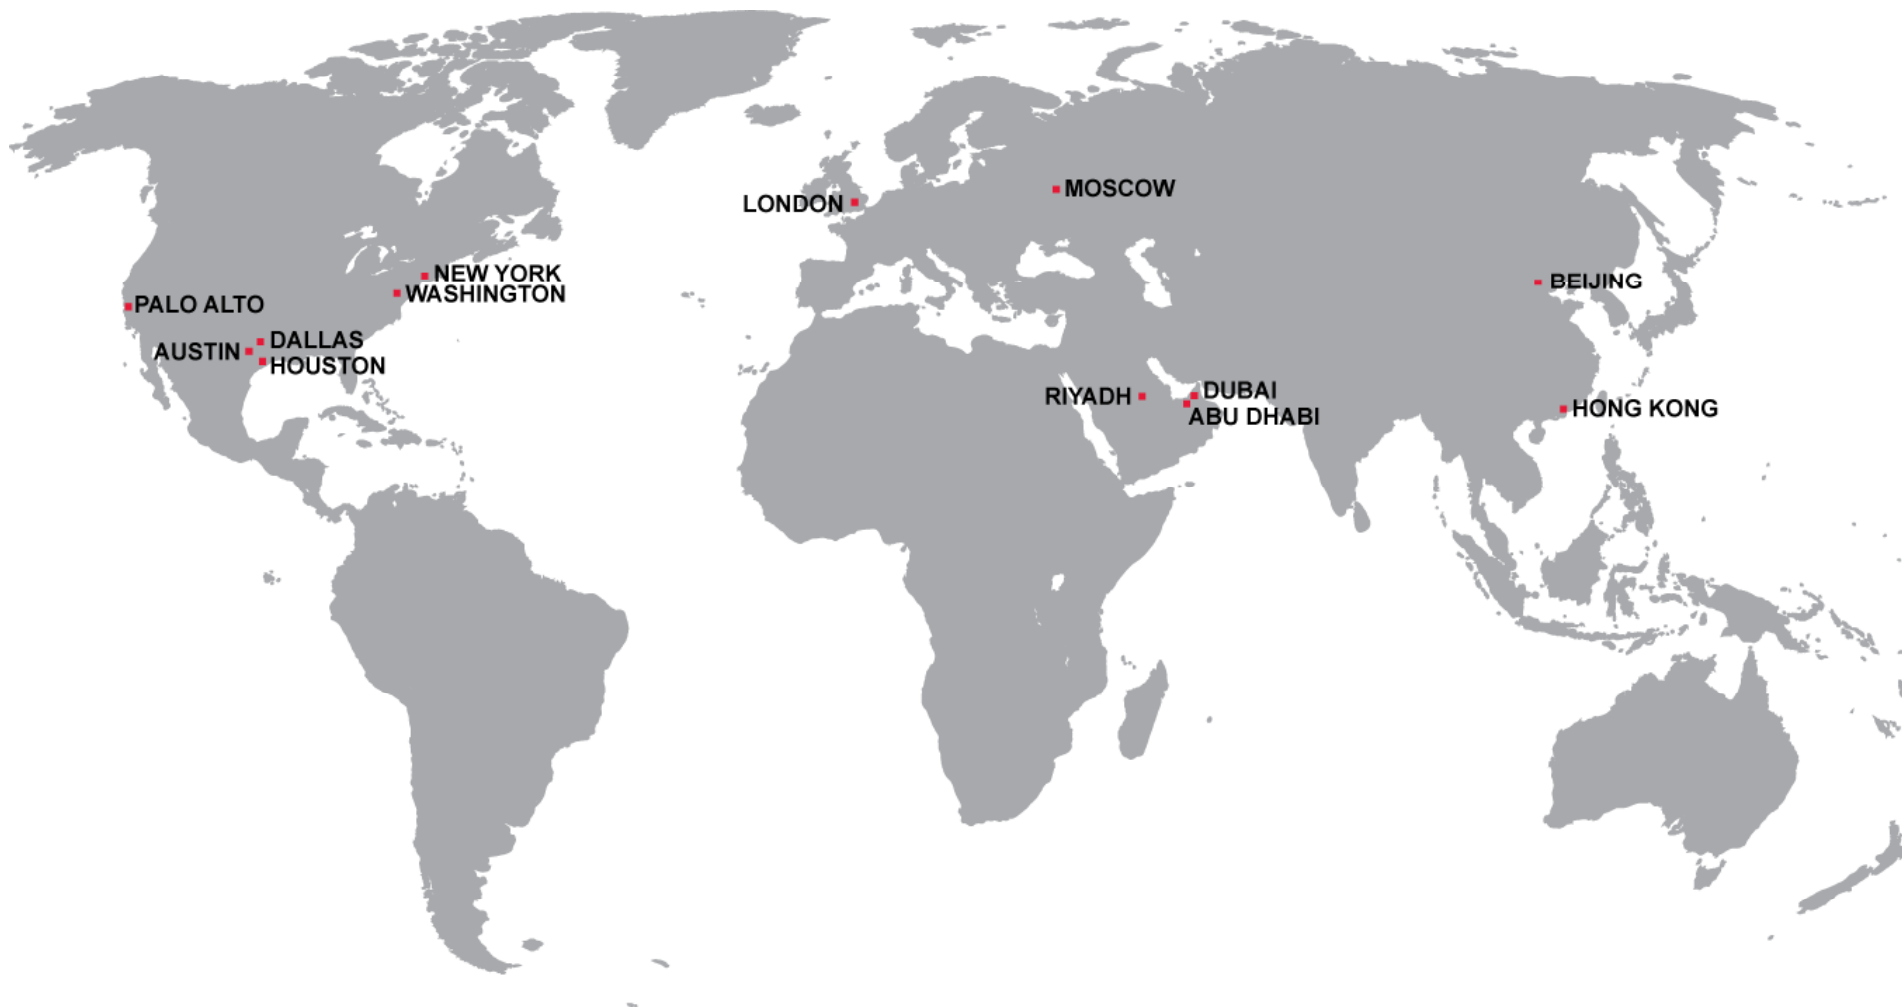 MOSCOW
LONDON
NEW YORK
WASHINGTON
BEIJING
PALO ALTO
DALLAS
AUSTIN
HOUSTON
RIYADH
DUBAI
ABU DHABI
HONG KONG